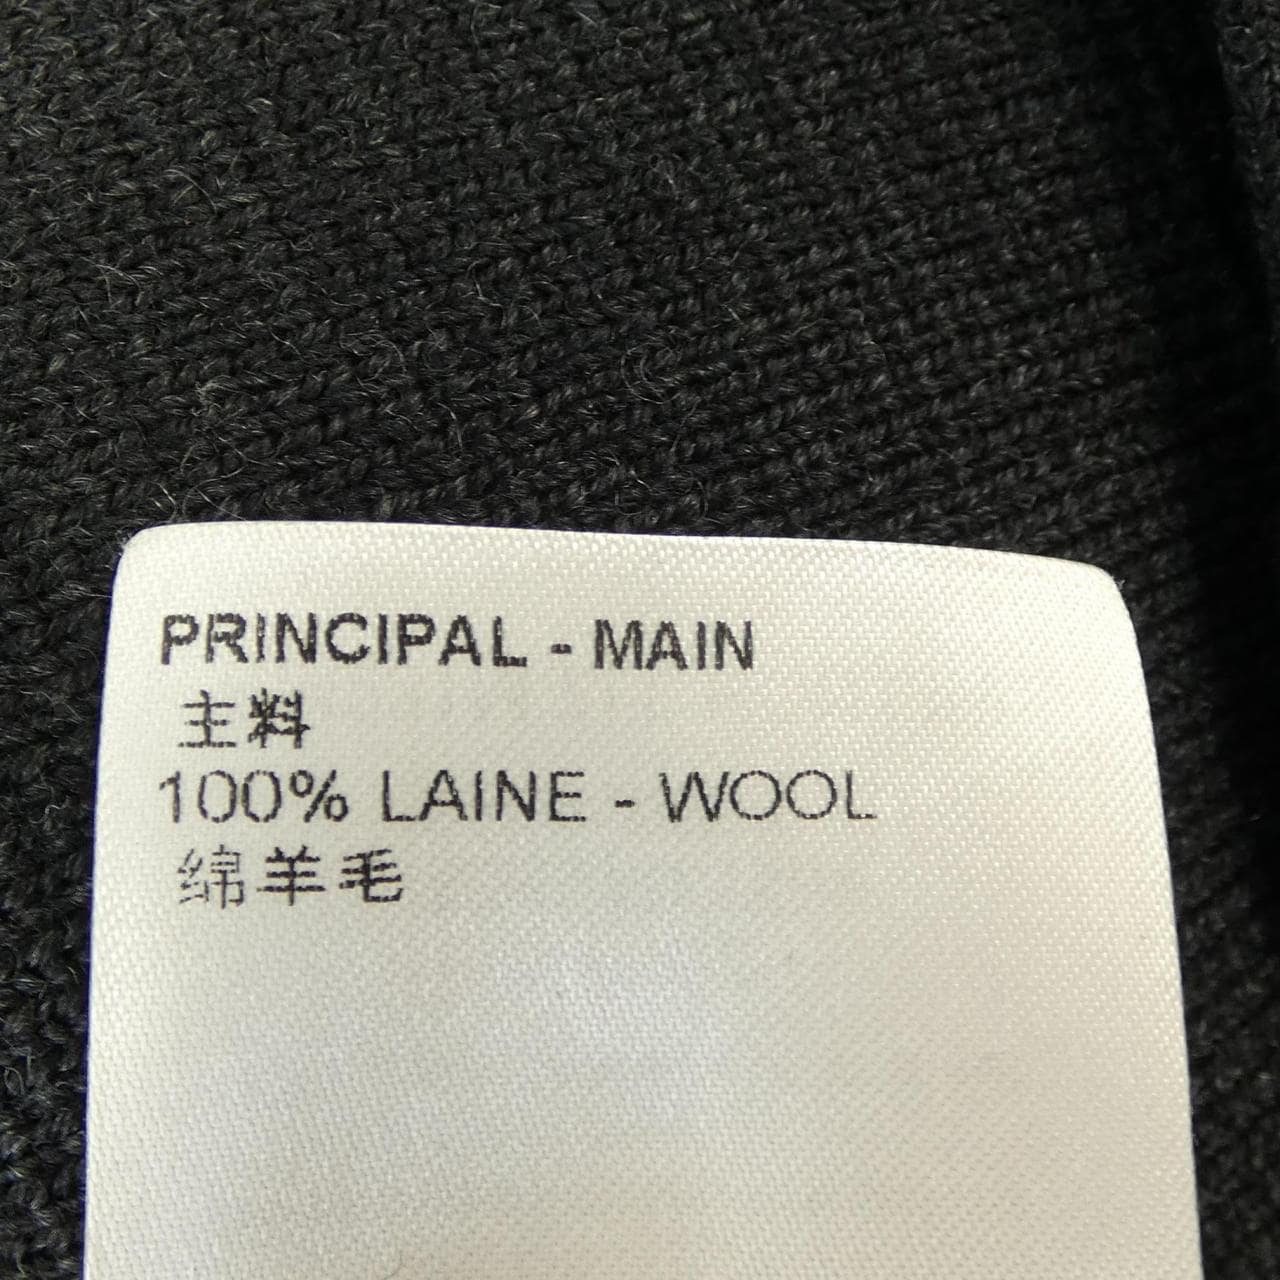 PRINCIPAL - MAIN
主料
100% LAINE - WOOL
绵羊毛